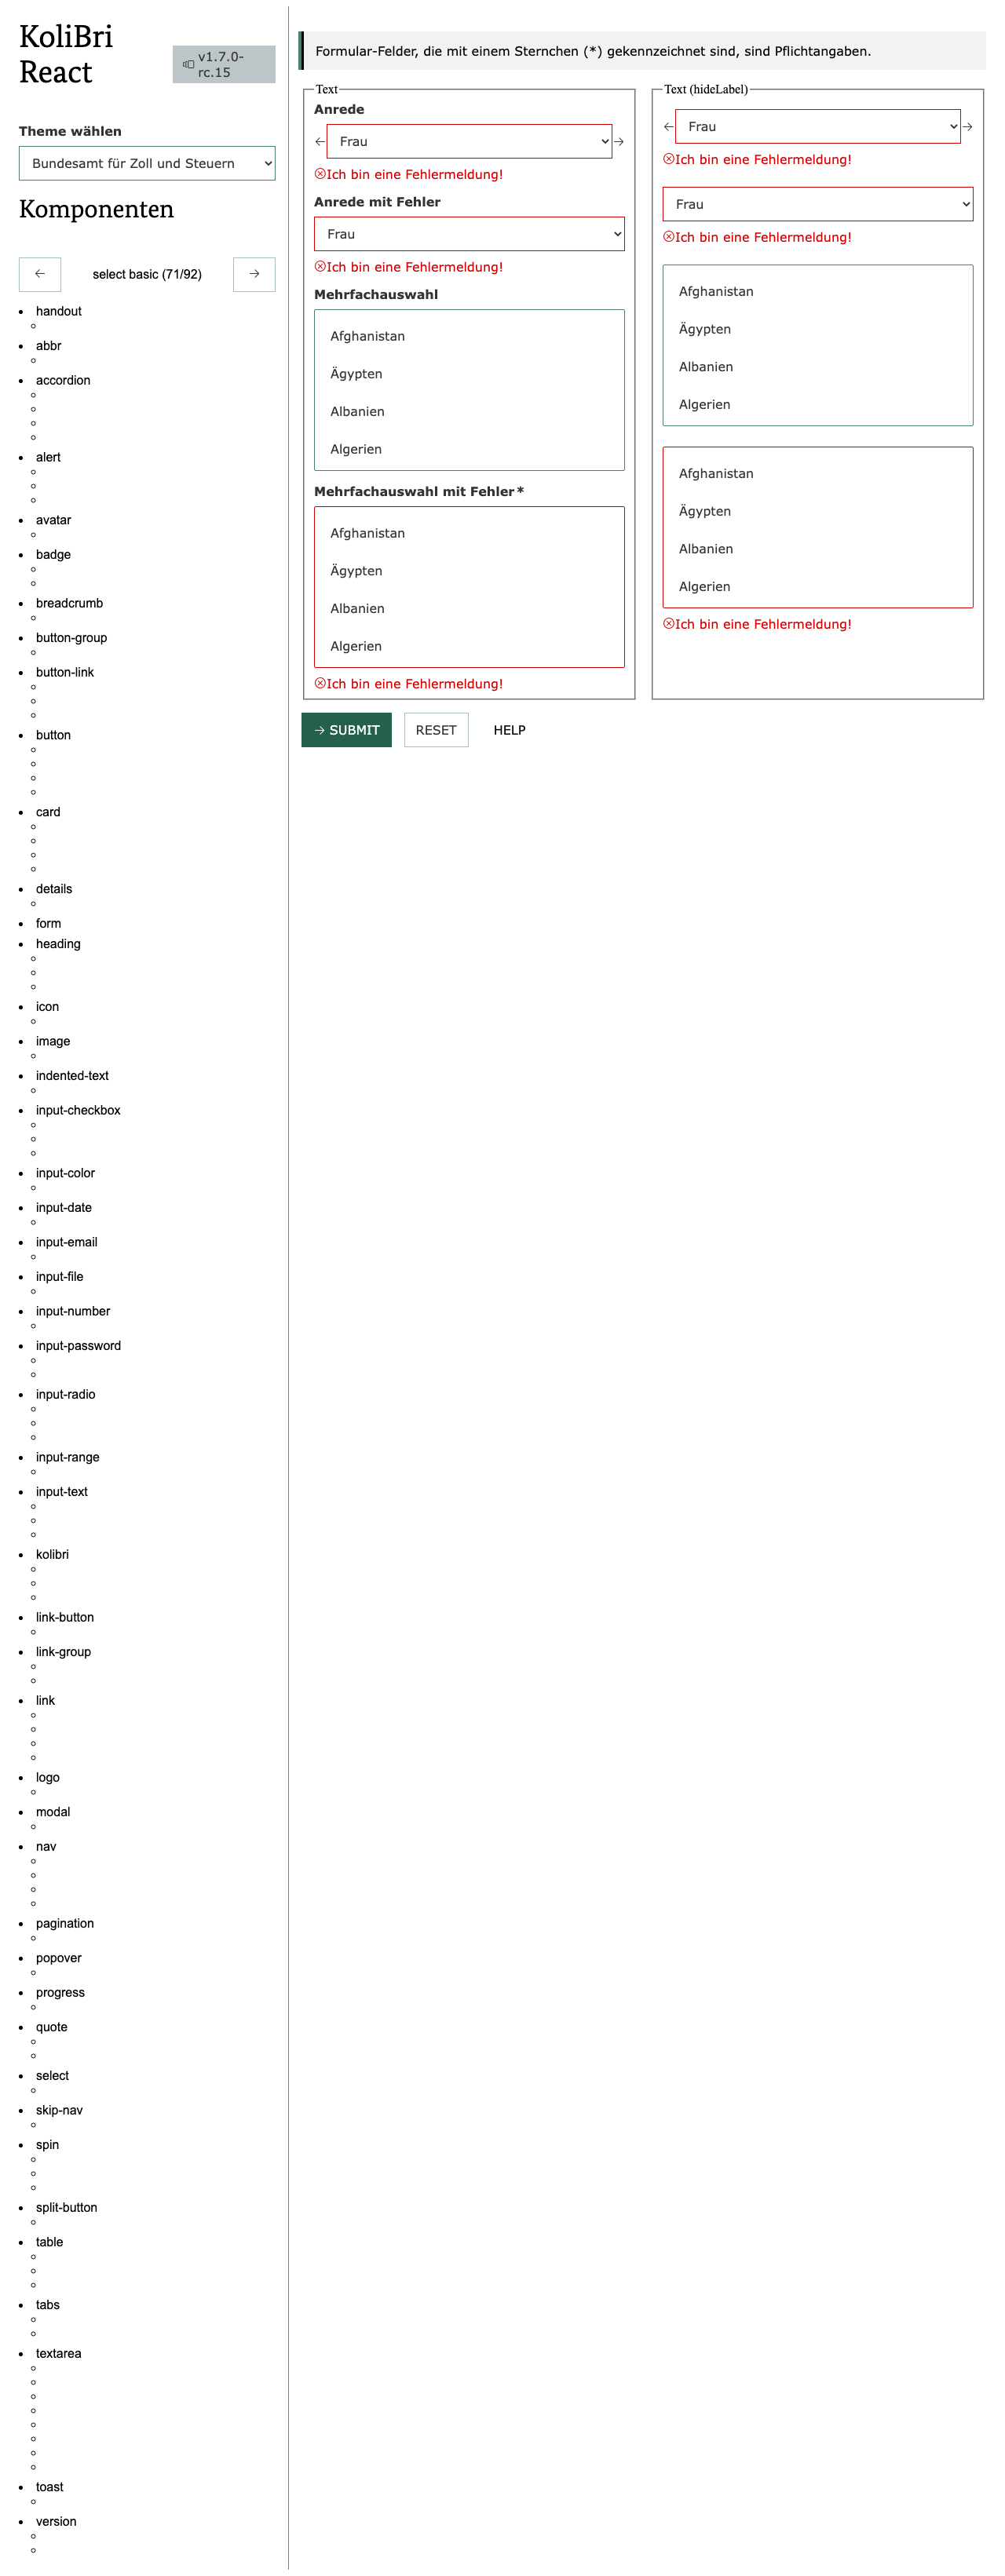 KoliBri
React
v1.7.0-
rc.15
Theme wählen
Bundesamt für Zoll und Steuern
Komponenten
← select basic (71/92) →
handout
abbr
accordion
alert
avatar
badge
breadcrumb
button-group
button-link
button
card
details
form
heading
icon
image
indented-text
input-checkbox
input-color
input-date
input-email
input-file
input-number
input-password
input-radio
input-range
input-text
kolibri
link-button
link-group
link
logo
modal
nav
pagination
popover
progress
quote
select
skip-nav
spin
split-button
table
tabs
textarea
toast
version
Formular-Felder, die mit einem Sternchen (*) gekennzeichnet sind, sind Pflichtangaben.
Text
Anrede
← Frau →
Ich bin eine Fehlermeldung!
Anrede mit Fehler
Frau
Ich bin eine Fehlermeldung!
Mehrfachauswahl
Afghanistan
Ägypten
Albanien
Algerien
Mehrfachauswahl mit Fehler*
Afghanistan
Ägypten
Albanien
Algerien
Ich bin eine Fehlermeldung!
Text (hideLabel)
← Frau →
Ich bin eine Fehlermeldung!
Frau
Ich bin eine Fehlermeldung!
Afghanistan
Ägypten
Albanien
Algerien
Afghanistan
Ägypten
Albanien
Algerien
Ich bin eine Fehlermeldung!
→ SUBMIT RESET HELP